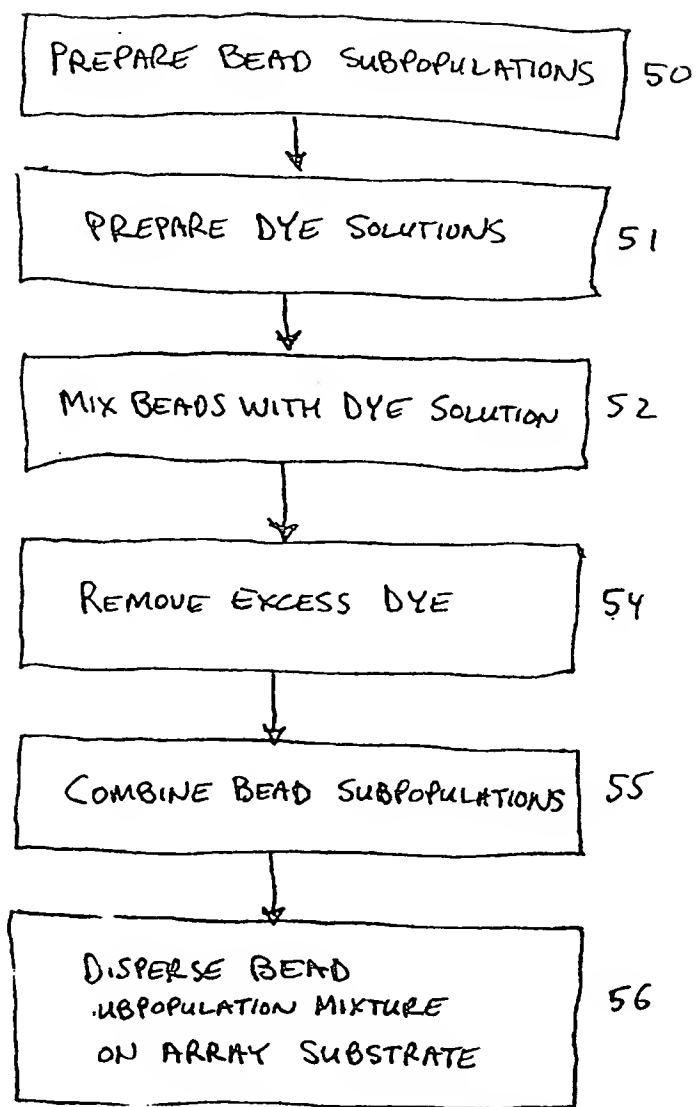 PREPARE BEAD SUBPOPULATIONS 50
PREPARE DYE SOLUTIONS 51
MIX BEADS WITH DYE SOLUTION 52
REMOVE EXCESS DYE 54
COMBINE BEAD SUBPOPULATIONS 55
DISPERSE BEAD
UBPOPULATION MIXTURE 56
ON ARRAY SUBSTRATE